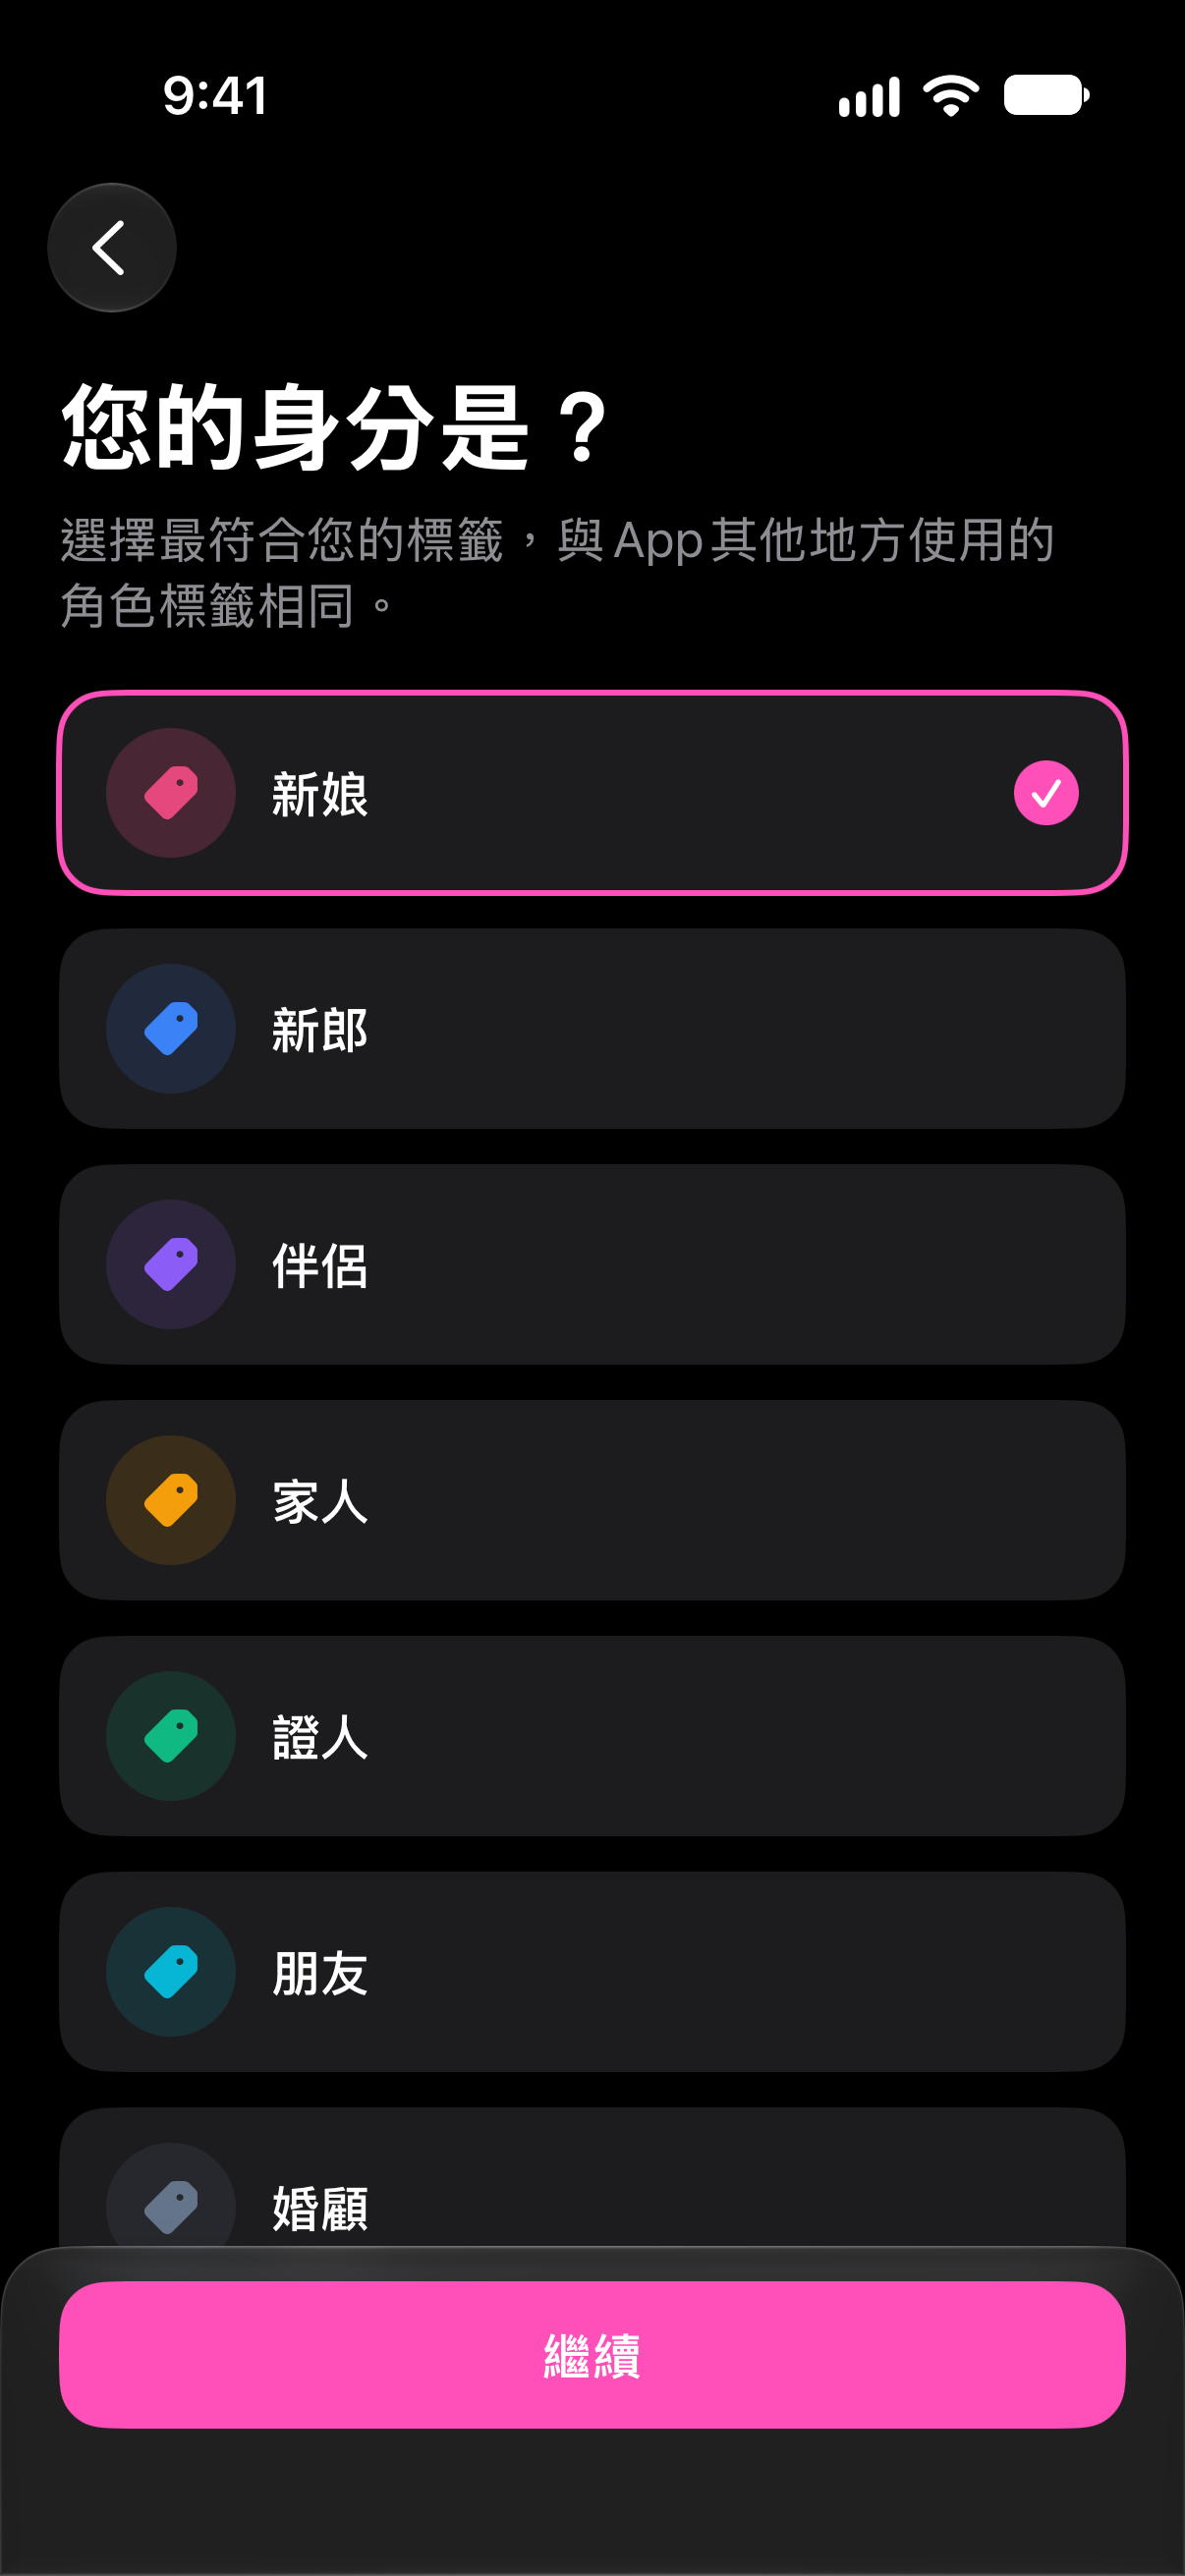 9:41
您的身分是？
選擇最符合您的標籤，與 App 其他地方使用的
角色標籤相同。
新娘
新郎
伴侶
家人
證人
朋友
婚顧
繼續